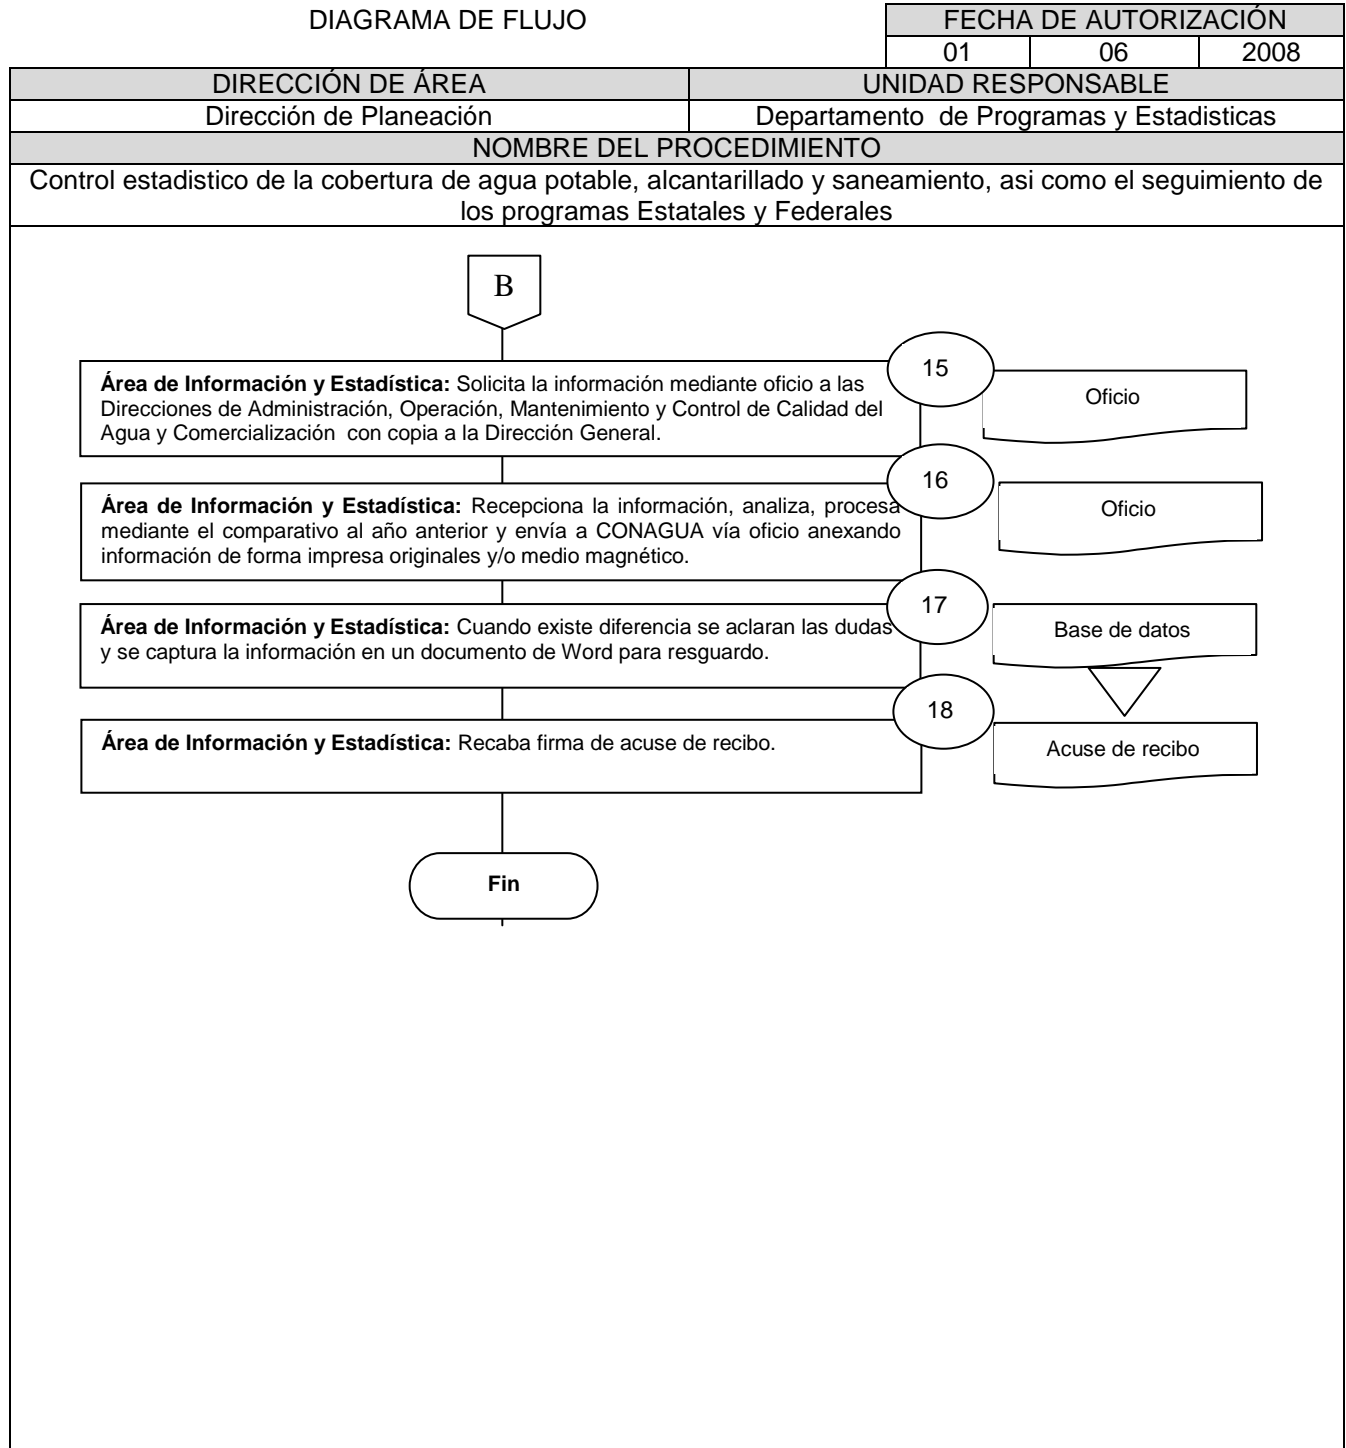 DIAGRAMA DE FLUJO
FECHA DE AUTORIZACIÓN
01 06 2008
DIRECCIÓN DE ÁREA
UNIDAD RESPONSABLE
Dirección de Planeación
Departamento de Programas y Estadisticas
NOMBRE DEL PROCEDIMIENTO
Control estadistico de la cobertura de agua potable, alcantarillado y saneamiento, asi como el seguimiento de
los programas Estatales y Federales
B
15
Área de Información y Estadística: Solicita la información mediante oficio a las
Direcciones de Administración, Operación, Mantenimiento y Control de Calidad del
Agua y Comercialización con copia a la Dirección General.
Oficio
16
Área de Información y Estadística: Recepciona la información, analiza, procesa
mediante el comparativo al año anterior y envía a CONAGUA vía oficio anexando
información de forma impresa originales y/o medio magnético.
Oficio
17
Área de Información y Estadística: Cuando existe diferencia se aclaran las dudas
y se captura la información en un documento de Word para resguardo.
Base de datos
18
Área de Información y Estadística: Recaba firma de acuse de recibo.
Acuse de recibo
Fin